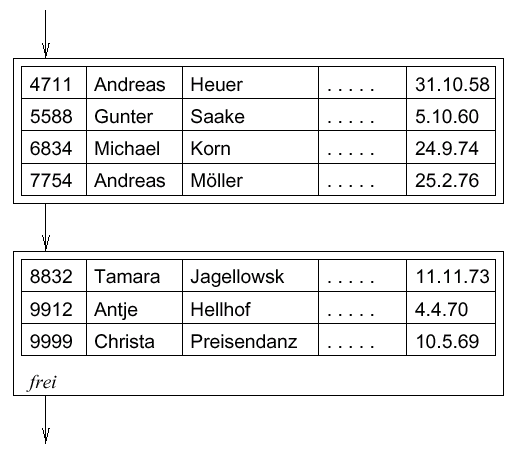 4711 Andreas Heuer . . . . . 31.10.58
5588 Gunter Saake . . . . . 5.10.60
6834 Michael Korn . . . . . 24.9.74
7754 Andreas Möller . . . . . 25.2.76
8832 Tamara Jagellowsk . . . . . 11.11.73
9912 Antje Hellhof . . . . . 4.4.70
9999 Christa Preisendanz . . . . . 10.5.69
frei